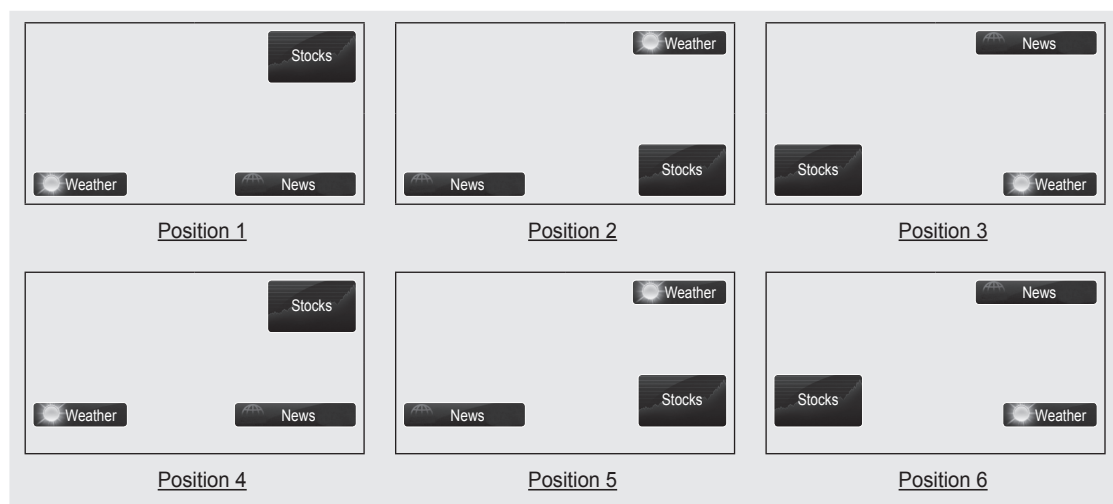 Stocks
Weather
News
Position 1
Weather
News
Stocks
Position 2
News
Stocks
Weather
Position 3
Stocks
Weather
News
Position 4
Weather
News
Stocks
Position 5
News
Stocks
Weather
Position 6